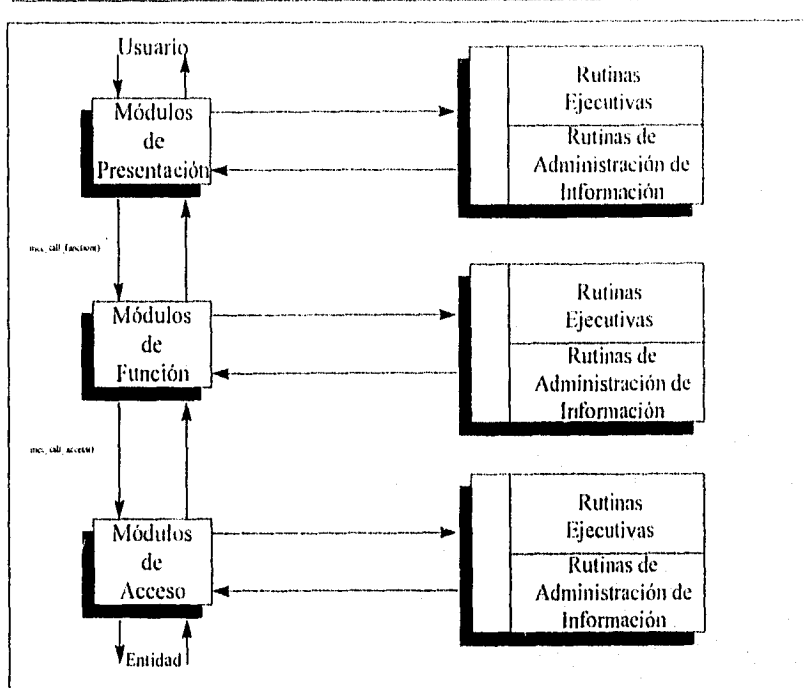 Usuario
Módulos
de
Presentación
Rutinas
Ejecutivas
Rutinas de
Administración de
Información
Módulos
de
Función
Rutinas
Ejecutivas
Rutinas de
Administración de
Información
Módulos
de
Acceso
Rutinas
Ejecutivas
Rutinas de
Administración de
Información
Entidad